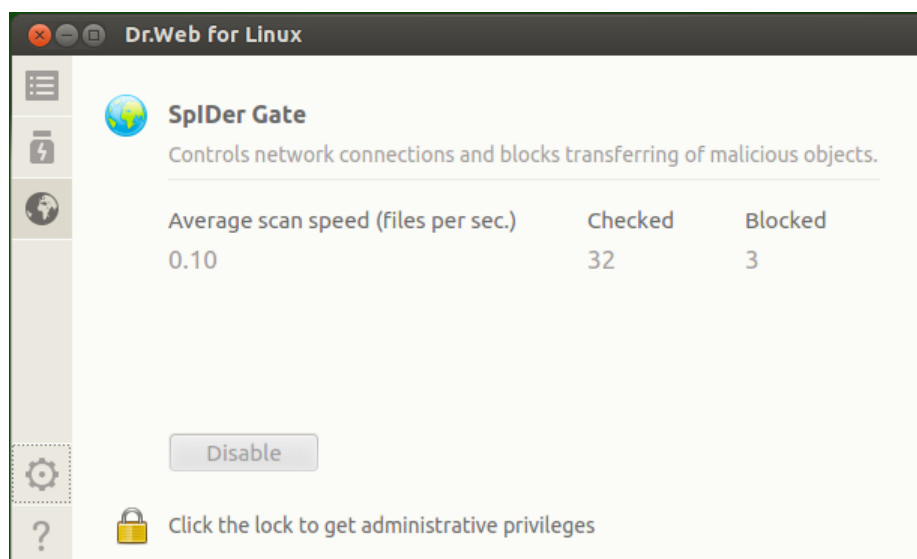 Dr.Web for Linux
SpIDer Gate
Controls network connections and blocks transferring of malicious objects.
Average scan speed (files per sec.) Checked Blocked
0.10 32 3
Disable
Click the lock to get administrative privileges
?